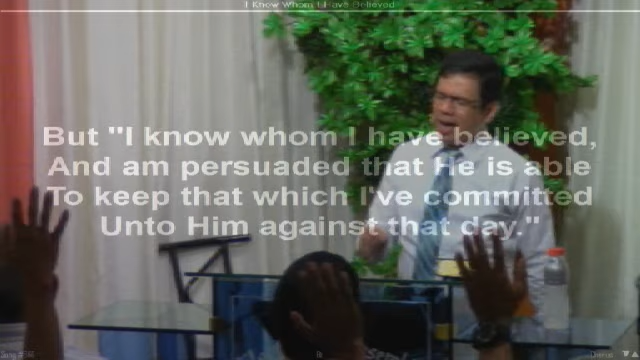 I Know Whom I Have Believed
But "I know whom I have believed,
And am persuaded that He is able
To keep that which I've committed
Unto Him against that day."
Chorus